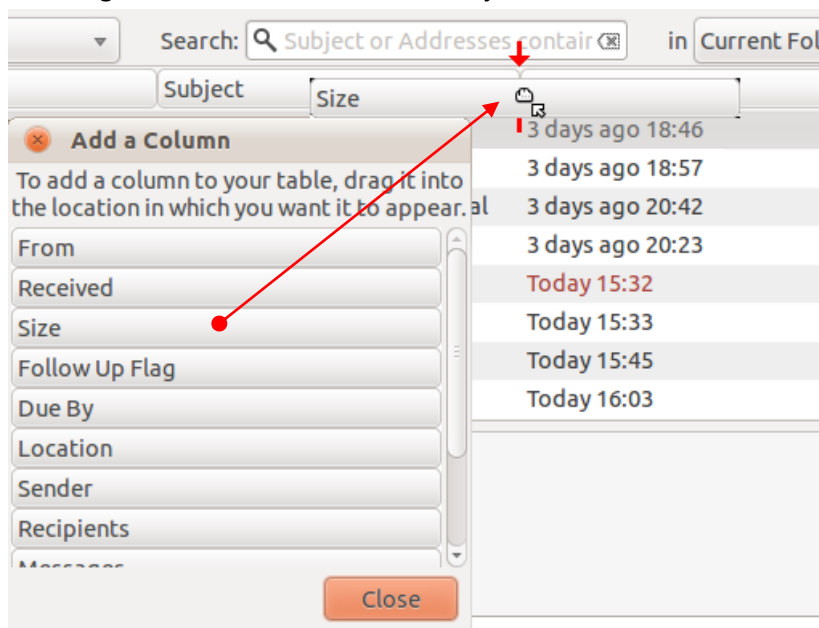 Search: Subject or Addresses contain in Current Fol
Subject
Size
Add a Column
To add a column to your table, drag it into
the location in which you want it to appear. al
From
Received
Size
Follow Up Flag
Due By
Location
Sender
Recipients
Messages
Close
3 days ago 18:46
3 days ago 18:57
3 days ago 20:42
3 days ago 20:23
Today 15:32
Today 15:33
Today 15:45
Today 16:03